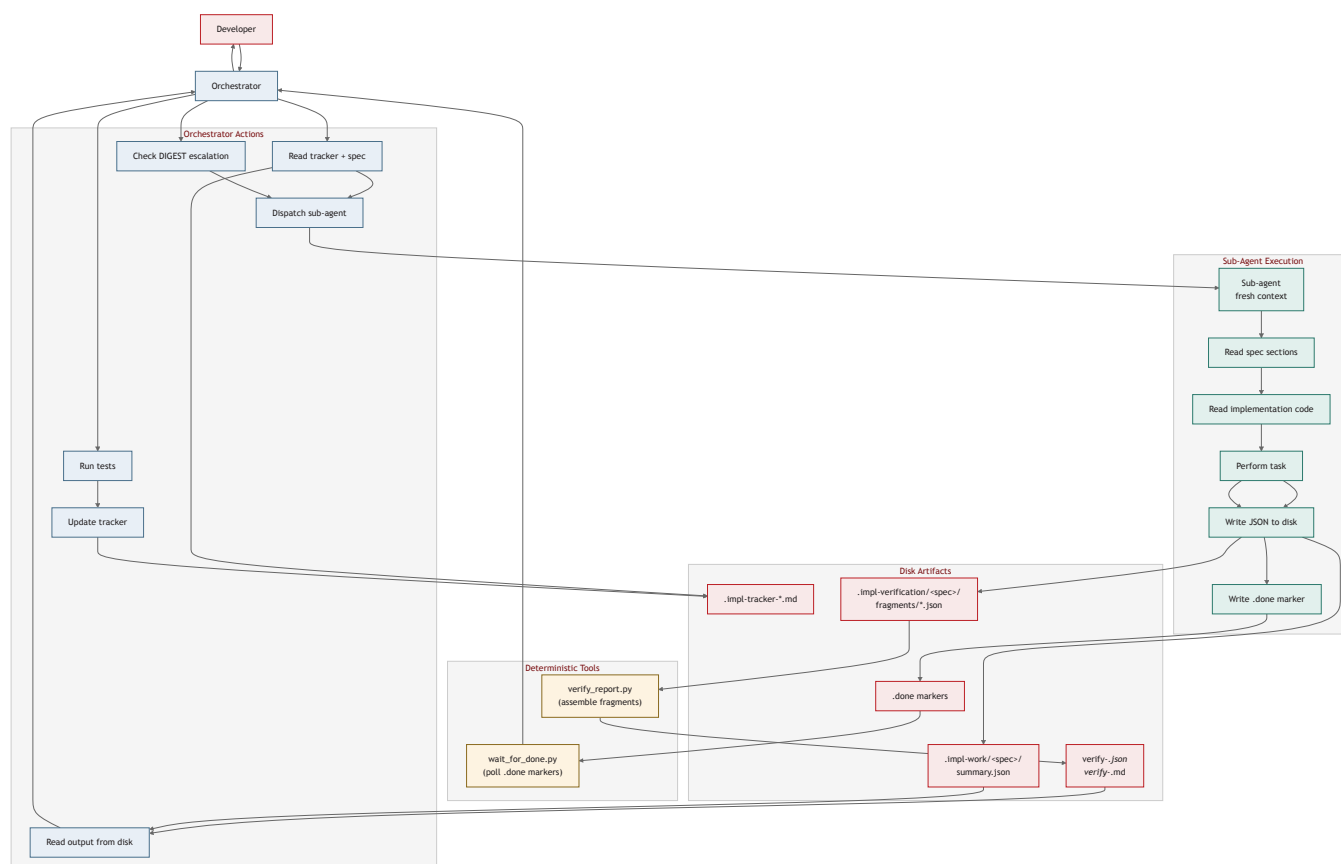 Developer
Orchestrator
Orchestrator Actions
Check DIGEST escalation
Read tracker + spec
Dispatch sub-agent
Sub-Agent Execution
Sub-agent
fresh context
Read spec sections
Read implementation code
Run tests
Perform task
Update tracker
Write JSON to disk
Disk Artifacts
.impl-tracker-*.md
.impl-verification/<spec>/
fragments/*.json
Write .done marker
Deterministic Tools
verify_report.py
(assemble fragments)
.done markers
wait_for_done.py
(poll .done markers)
.impl-work/<spec>/
summary.json
verify-.json
verify-.md
Read output from disk